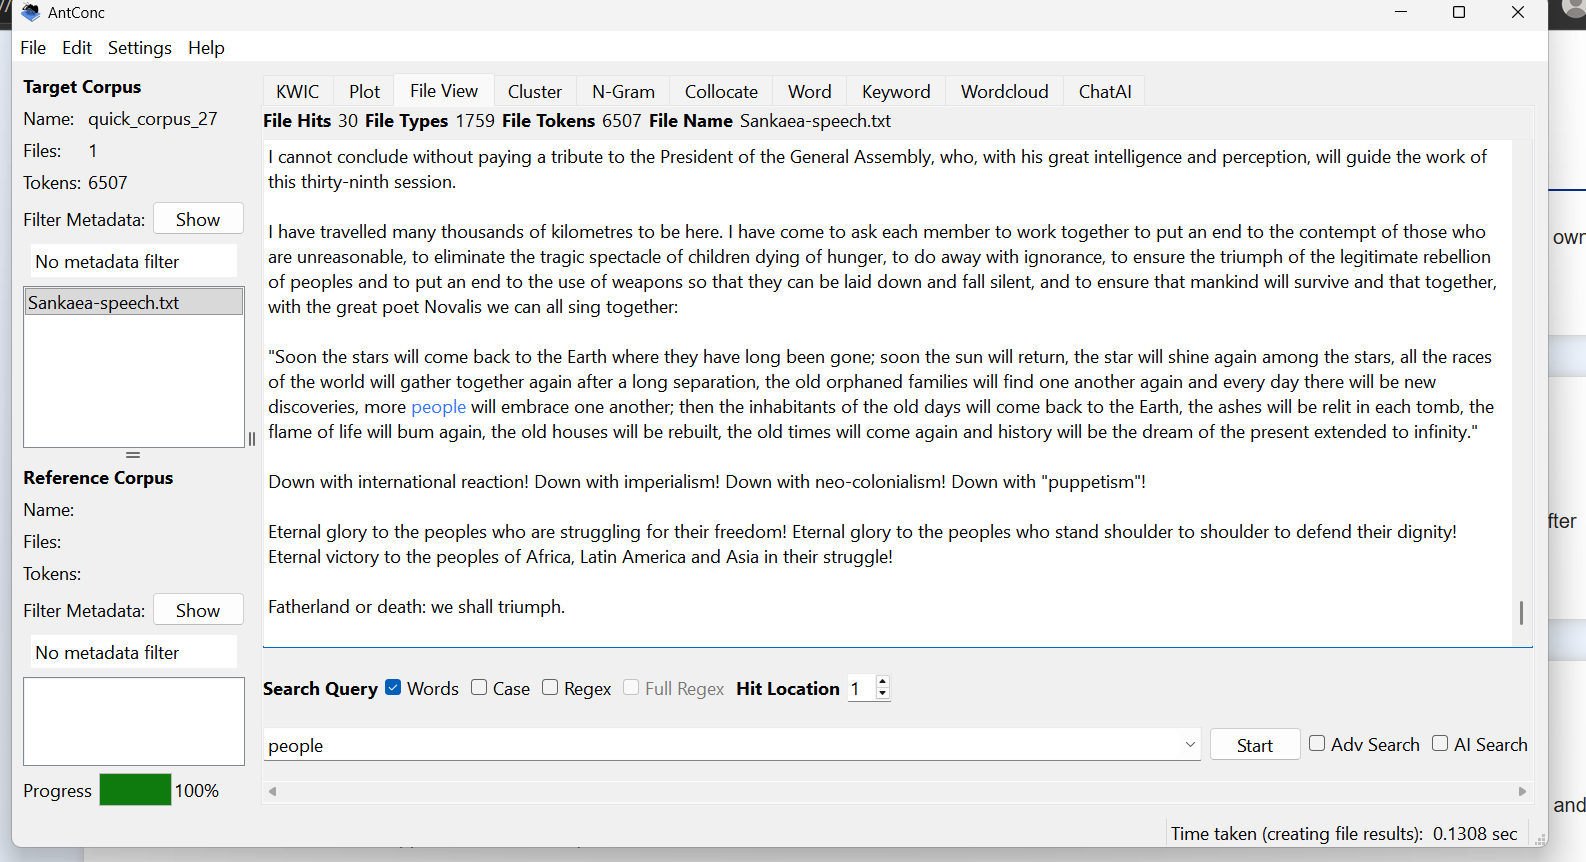 AntConc
File Edit Settings Help
Target Corpus
Name: quick_corpus_27
Files: 1
Tokens: 6507
Filter Metadata: Show
No metadata filter
Sankaea-speech.txt
Reference Corpus
Name:
Files:
Tokens:
Filter Metadata: Show
No metadata filter
Progress 100%
KWIC Plot File View Cluster N-Gram Collocate Word Keyword Wordcloud ChatAI
File Hits 30 File Types 1759 File Tokens 6507 File Name Sankaea-speech.txt
I cannot conclude without paying a tribute to the President of the General Assembly, who, with his great intelligence and perception, will guide the work of
this thirty-ninth session.
I have travelled many thousands of kilometres to be here. I have come to ask each member to work together to put an end to the contempt of those who
are unreasonable, to eliminate the tragic spectacle of children dying of hunger, to do away with ignorance, to ensure the triumph of the legitimate rebellion
of peoples and to put an end to the use of weapons so that they can be laid down and fall silent, and to ensure that mankind will survive and that together,
with the great poet Novalis we can all sing together:
"Soon the stars will come back to the Earth where they have long been gone; soon the sun will return, the star will shine again among the stars, all the races
of the world will gather together again after a long separation, the old orphaned families will find one another again and every day there will be new
discoveries, more people will embrace one another; then the inhabitants of the old days will come back to the Earth, the ashes will be relit in each tomb, the
flame of life will bum again, the old houses will be rebuilt, the old times will come again and history will be the dream of the present extended to infinity."
Down with international reaction! Down with imperialism! Down with neo-colonialism! Down with "puppetism"!
Eternal glory to the peoples who are struggling for their freedom! Eternal glory to the peoples who stand shoulder to shoulder to defend their dignity!
Eternal victory to the peoples of Africa, Latin America and Asia in their struggle!
Fatherland or death: we shall triumph.
Search Query Words Case Regex Full Regex Hit Location 1
people Start Adv Search AI Search
Time taken (creating file results): 0.1308 sec
own
fter
and